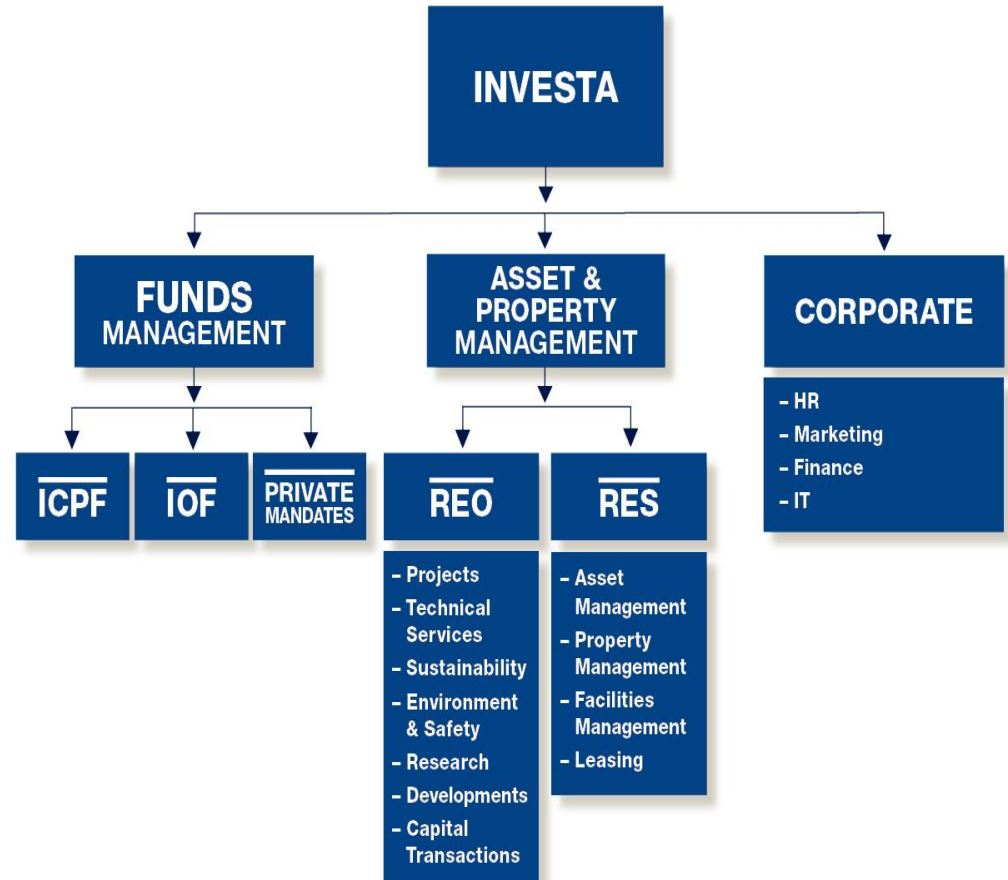 INVESTA
FUNDS
MANAGEMENT
ASSET &
PROPERTY
MANAGEMENT
CORPORATE
– HR
– Marketing
– Finance
– IT
ICPF
IOF
PRIVATE
MANDATES
REO
– Projects
– Technical
Services
– Sustainability
– Environment
& Safety
– Research
– Developments
– Capital
Transactions
RES
– Asset
Management
– Property
Management
– Facilities
Management
– Leasing